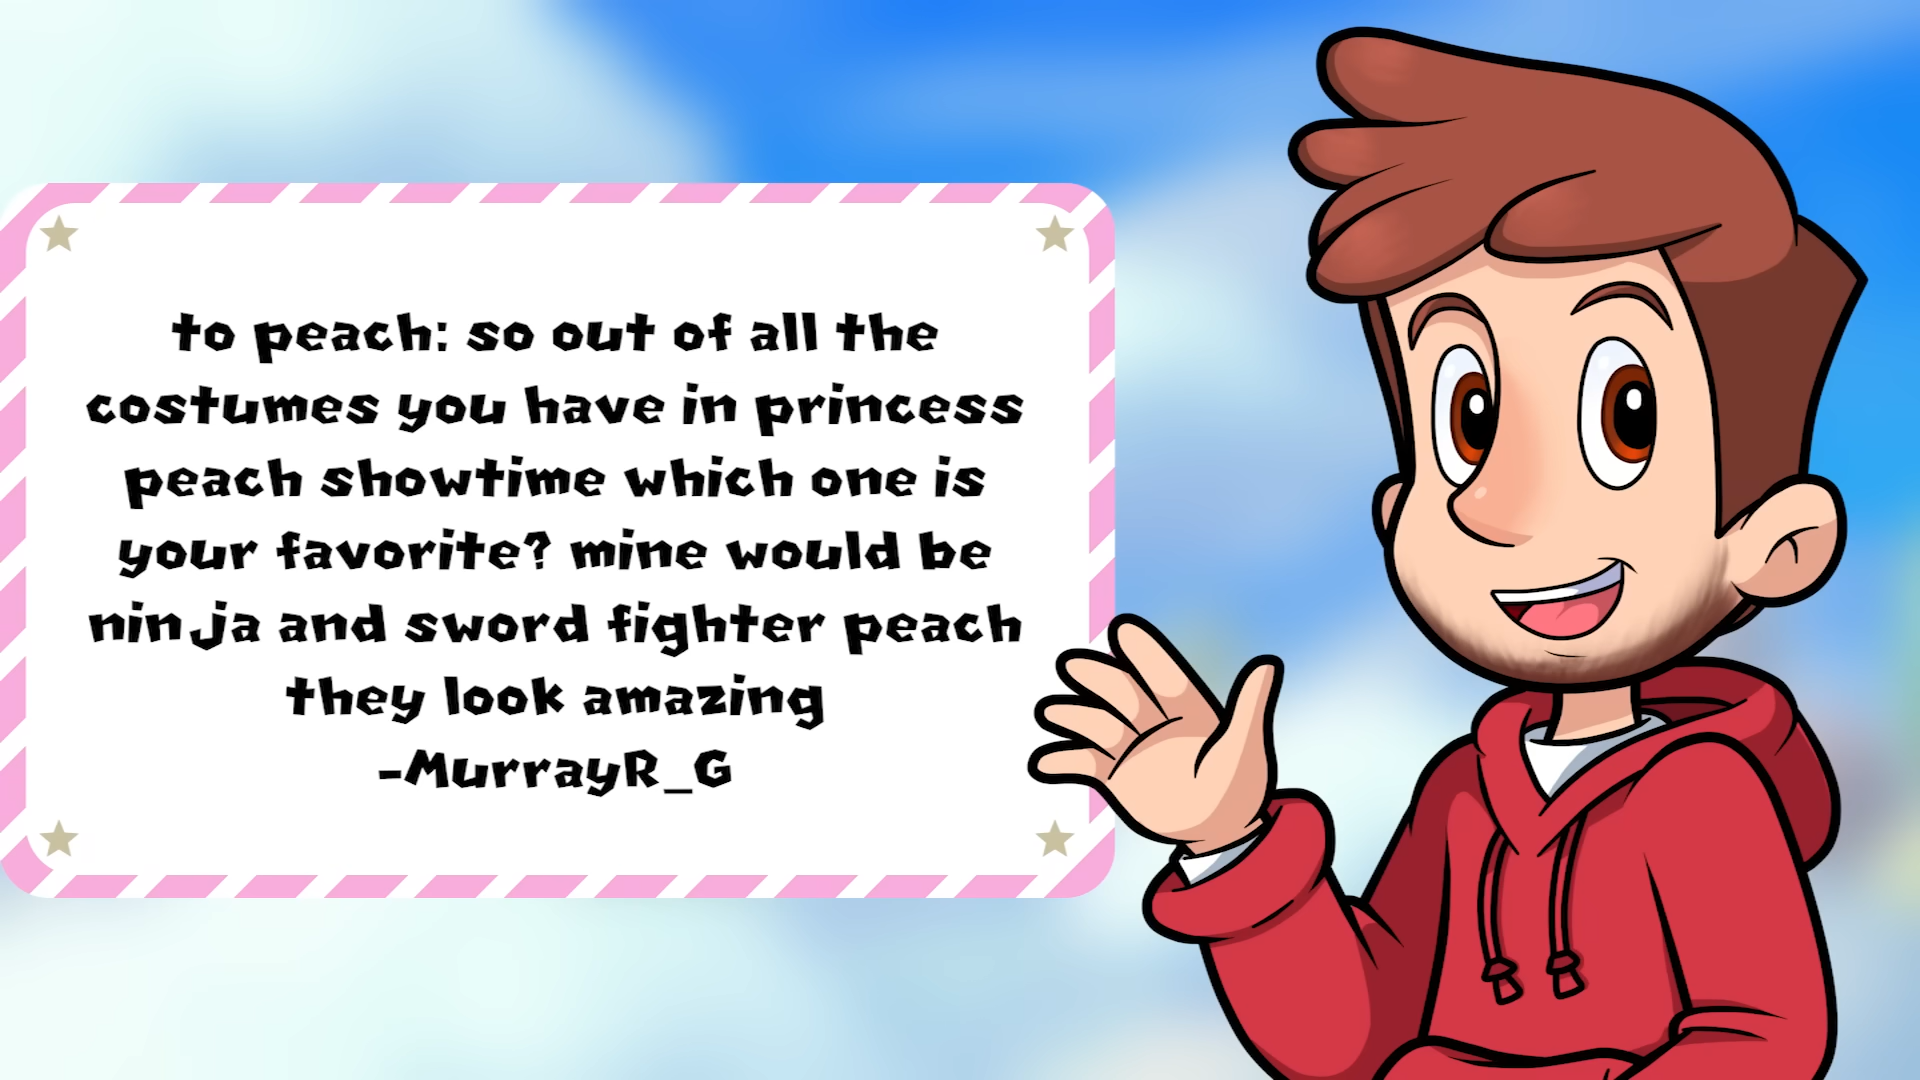 to peach: so out of all the
costumes you have in princess
peach showtime which one is
your favorite? mine would be
ninja and sword fighter peach
they look amazing
-MurrayR_G